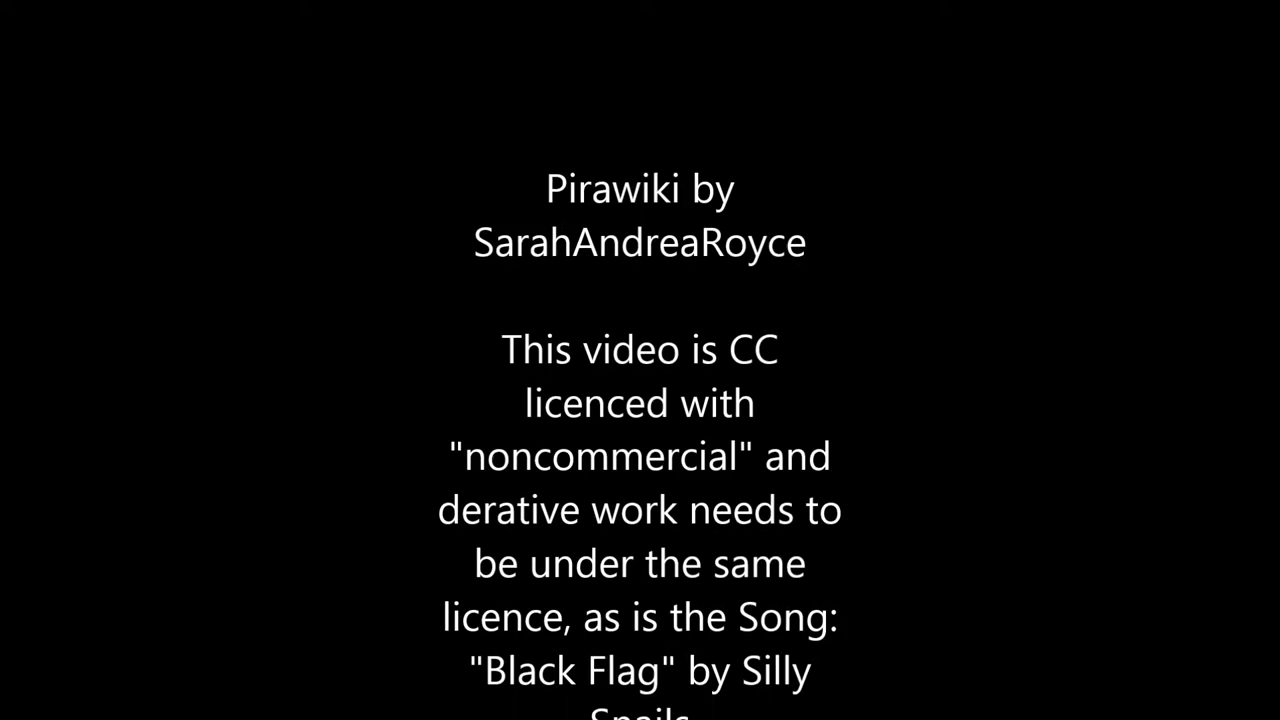 Pirawiki by
SarahAndreaRoyce
This video is CC
licenced with
"noncommercial" and
derative work needs to
be under the same
licence, as is the Song:
"Black Flag" by Silly
Snails